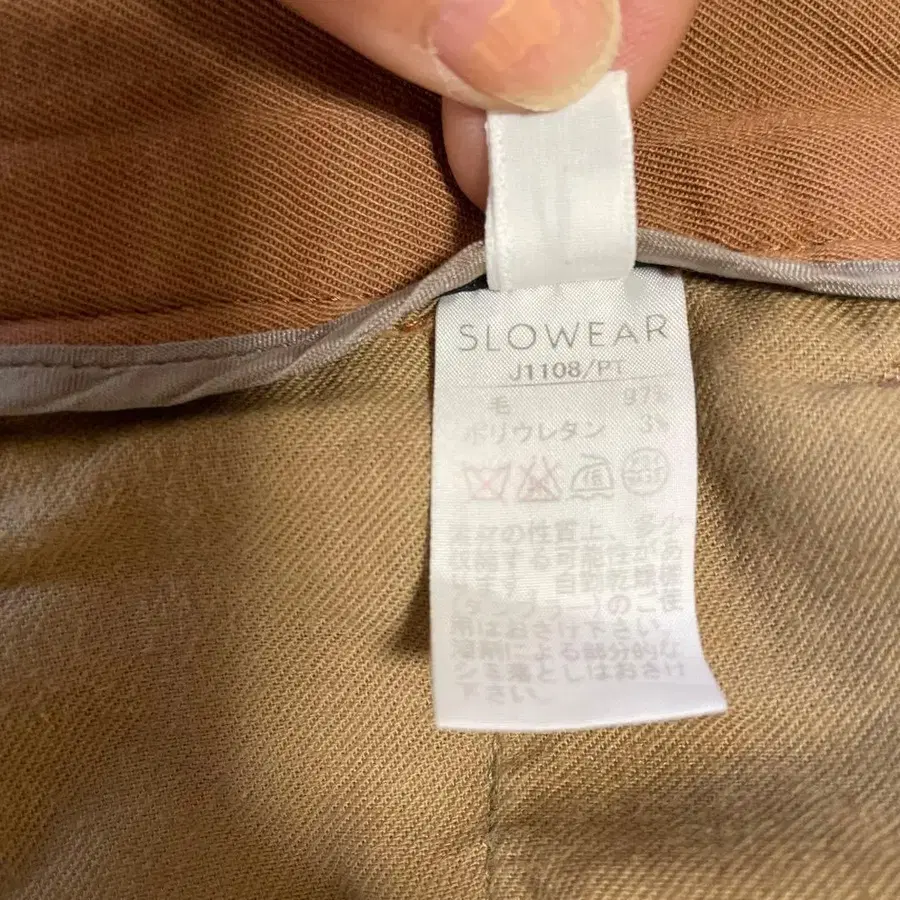 SLOWEAR
J1108/PT
毛 97%
ポリウレタン 3%
素材の性質上、多少
収縮する可能性があ
ります。自動乾燥機
(タンブラー)のご使
用はおさけ下さい。
溶剤による部分的な
シミ落としはおさけ
下さい。